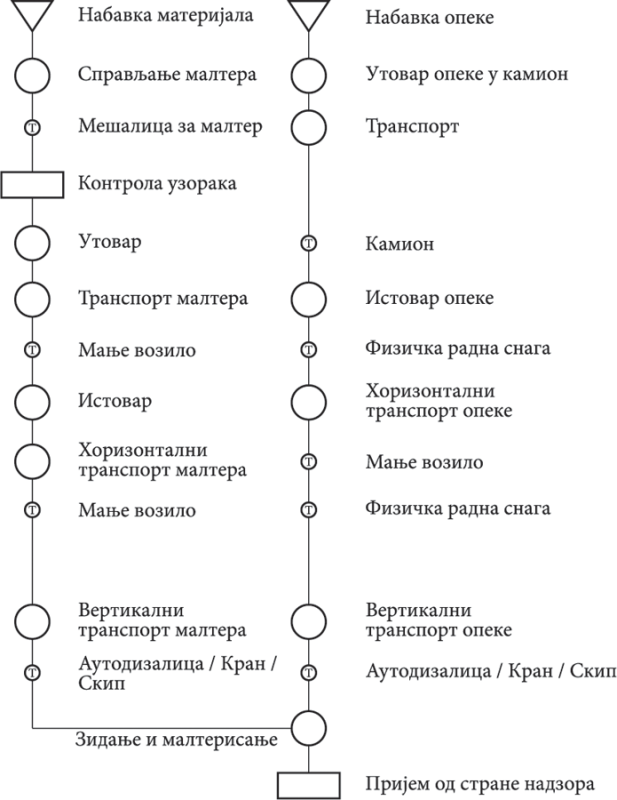 Набавка материјала
Справљање малтера
Т
Мешалица за малтер
Контрола узорака
Утовар
Транспорт малтера
Т
Мање возило
Истовар
Хоризонтални
транспорт малтера
Т
Мање возило
Вертикални
транспорт малтера
Т
Аутодизалица / Кран /
Скип
Зидање и малтерисање
Набавка опеке
Утовар опеке у камион
Транспорт
Т
Камион
Истовар опеке
Т
Физичка радна снага
Хоризонтални
транспорт опеке
Т
Мање возило
Т
Физичка радна снага
Вертикални
транспорт опеке
Т
Аутодизалица / Кран / Скип
Пријем од стране надзора